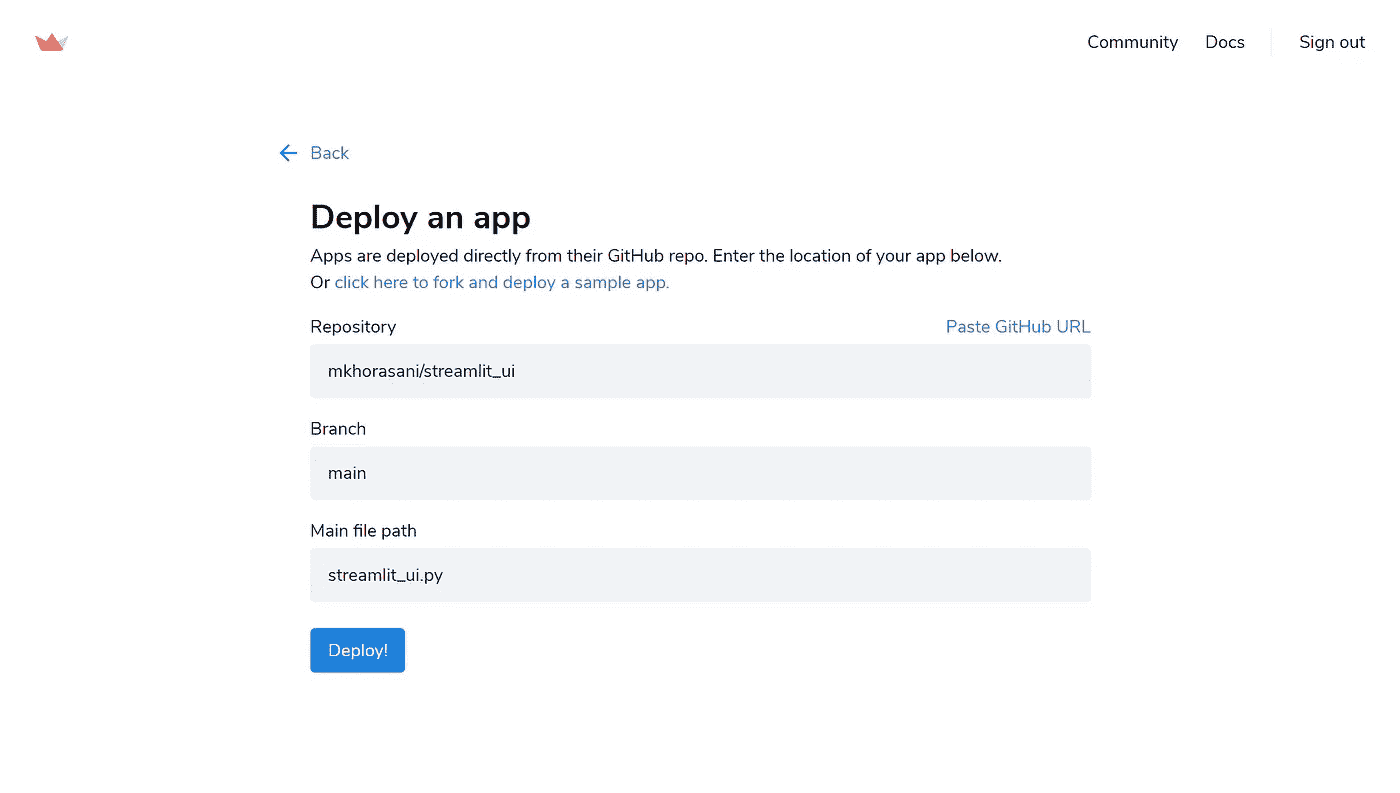 Community Docs Sign out
Back
Deploy an app
Apps are deployed directly from their GitHub repo. Enter the location of your app below.
Or click here to fork and deploy a sample app.
Repository Paste GitHub URL
mkhorasani/streamlit_ui
Branch
main
Main file path
streamlit_ui.py
Deploy!